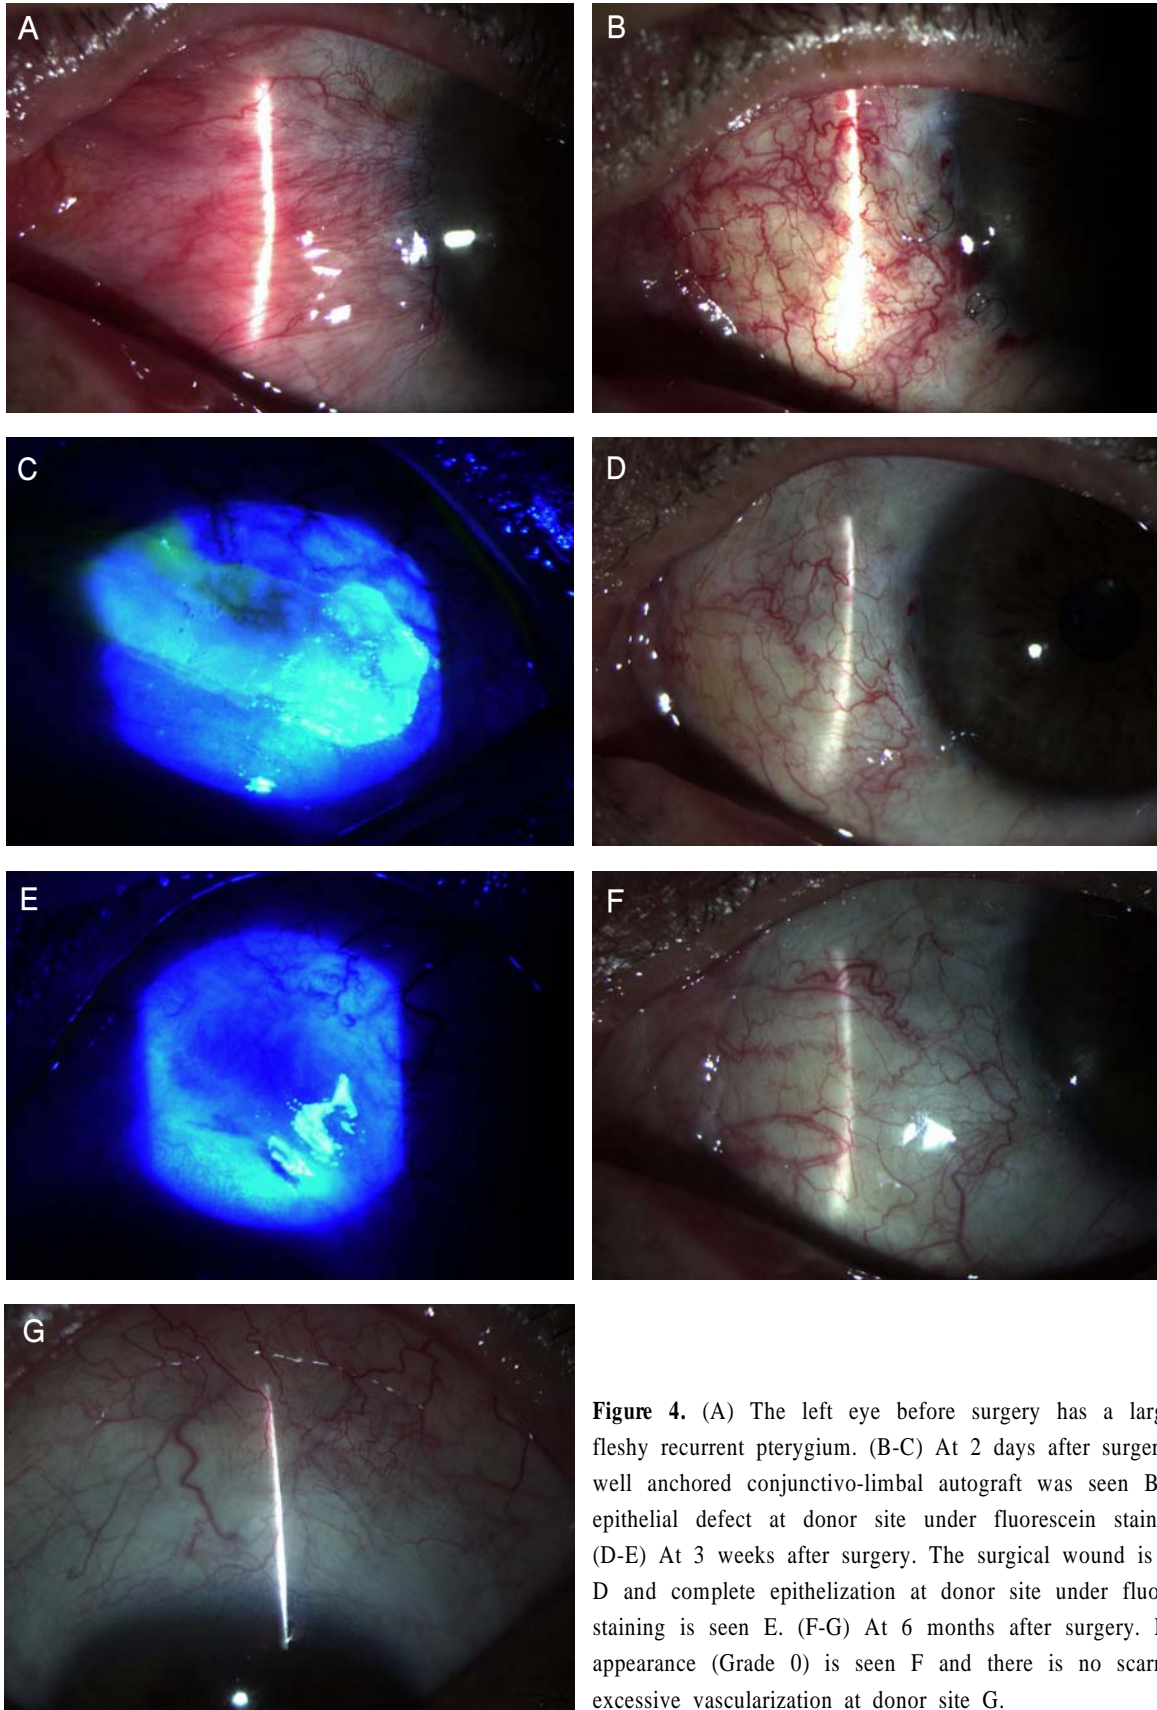 A
B
C
D
E
F
G
Figure 4. (A) The left eye before surgery has a
fleshy recurrent pterygium. (B-C) At 2 days after
well anchored conjunctivo-limbal autograft was seen
epithelial defect at donor site under fluorescein
(D-E) At 3 weeks after surgery. The surgical wound is
D and complete epithelization at donor site under
staining is seen E. (F-G) At 6 months after surgery.
appearance (Grade 0) is seen F and there is no
excessive vascularization at donor site G.